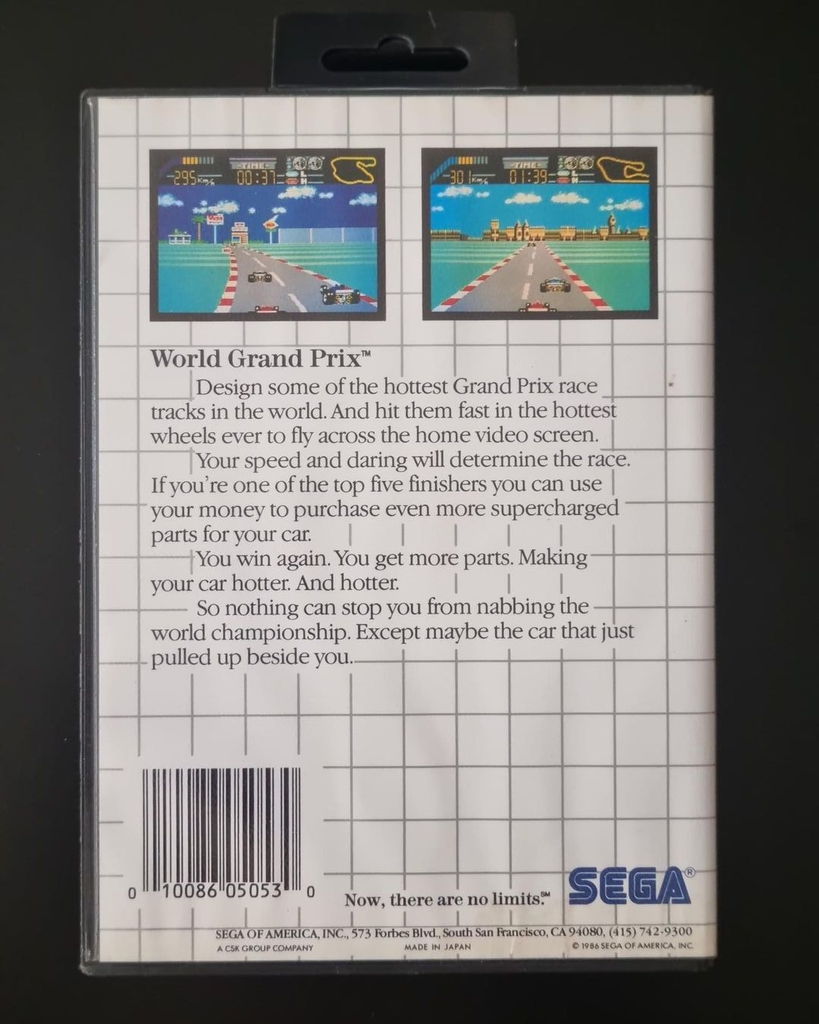 295 Km/s TIME 00:37 L H
301 Km/s TIME 01:39 L H
World Grand Prix™
Design some of the hottest Grand Prix race
tracks in the world. And hit them fast in the hottest
wheels ever to fly across the home video screen.
Your speed and daring will determine the race.
If you're one of the top five finishers you can use
your money to purchase even more supercharged
parts for your car.
You win again. You get more parts. Making
your car hotter. And hotter.
So nothing can stop you from nabbing the
world championship. Except maybe the car that just
pulled up beside you.
0 10086 05053 0
Now, there are no limits.℠
SEGA®
SEGA OF AMERICA, INC., 573 Forbes Blvd., South San Francisco, CA 94080, (415) 742-9300
A CSK GROUP COMPANY MADE IN JAPAN © 1986 SEGA OF AMERICA, INC.